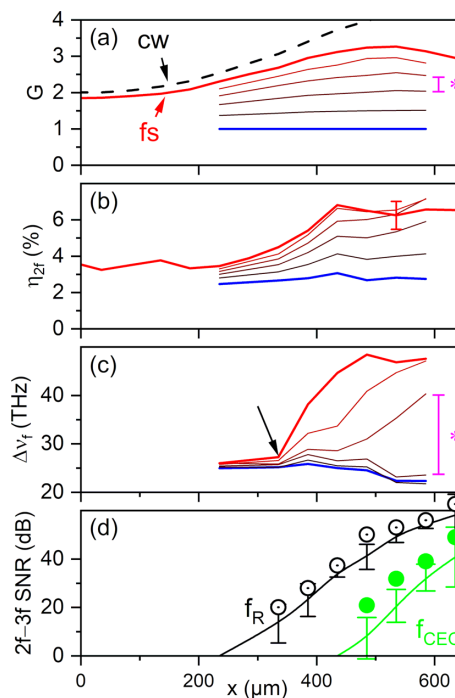 (a)
cw
fs
G
4
3
2
1
0
*
(b)
η2f (%)
6
4
2
0
(c)
Δνf (THz)
40
30
20
*
(d)
2f–3f SNR (dB)
40
20
0
fR
fCEO
0 200 400 600
x (μm)